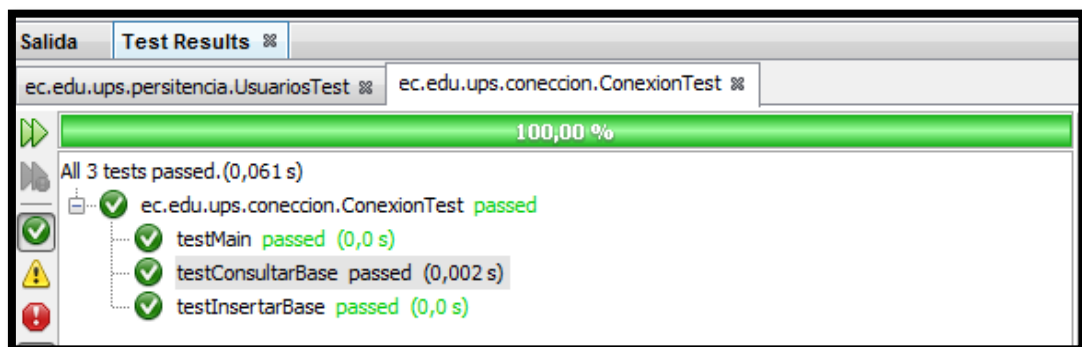 Salida Test Results
ec.edu.ups.persitencia.UsuariosTest ec.edu.ups.coneccion.ConexionTest
100,00 %
All 3 tests passed.(0,061 s)
ec.edu.ups.coneccion.ConexionTest passed
testMain passed (0,0 s)
testConsultarBase passed (0,002 s)
testInsertarBase passed (0,0 s)